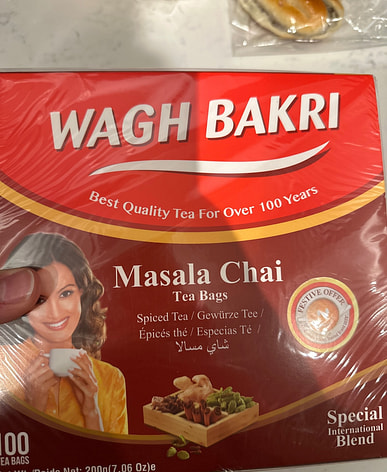 WAGH BAKRI
Best Quality Tea For Over 100 Years
Masala Chai
Tea Bags
Spiced Tea / Gewürze Tee /
Épicés thé / Especias Té /
شاي مسالا
FESTIVE OFFER
100
TEA BAGS
Special
International
Blend
Net: 200g (7.06 Oz)e